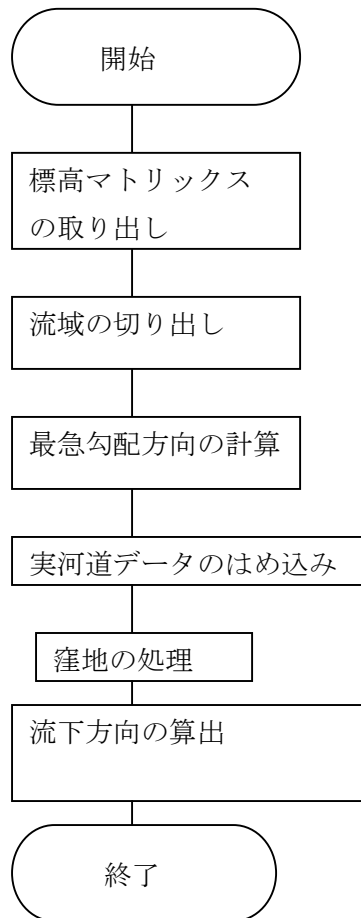 開始
標高マトリックス
の取り出し
流域の切り出し
最急勾配方向の計算
実河道データのはめ込み
窪地の処理
流下方向の算出
終了